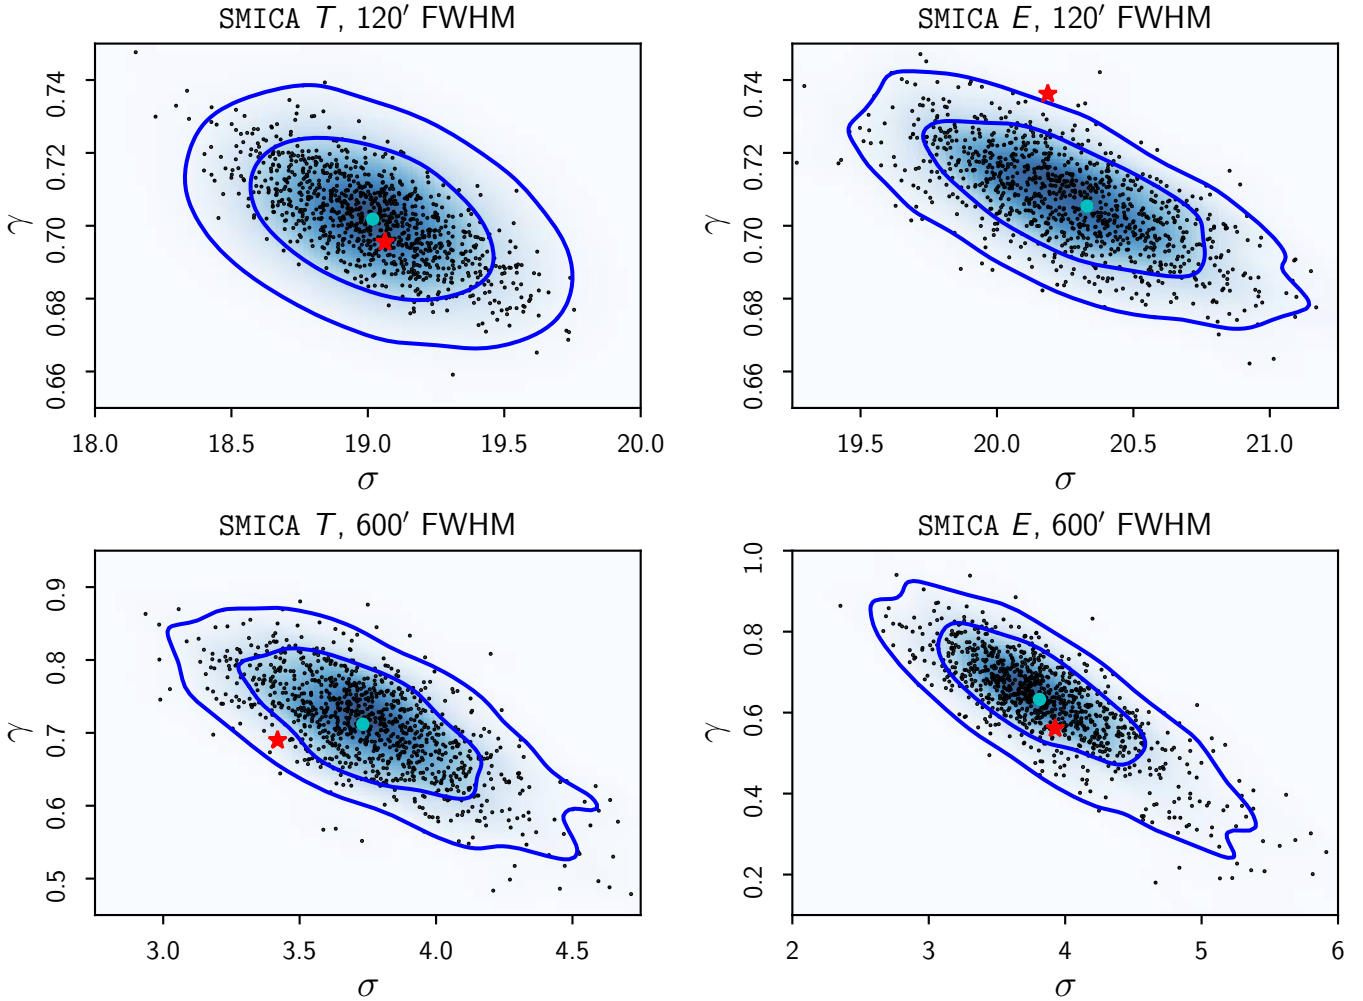 SMICA T, 120′ FWHM
0.74
0.72
0.70
0.68
0.66
γ
18.0 18.5 19.0 19.5 20.0
σ
SMICA E, 120′ FWHM
0.74
0.72
0.70
0.68
0.66
γ
19.5 20.0 20.5 21.0
σ
SMICA T, 600′ FWHM
0.9
0.8
0.7
0.6
0.5
γ
3.0 3.5 4.0 4.5
σ
SMICA E, 600′ FWHM
1.0
0.8
0.6
0.4
0.2
γ
2 3 4 5 6
σ